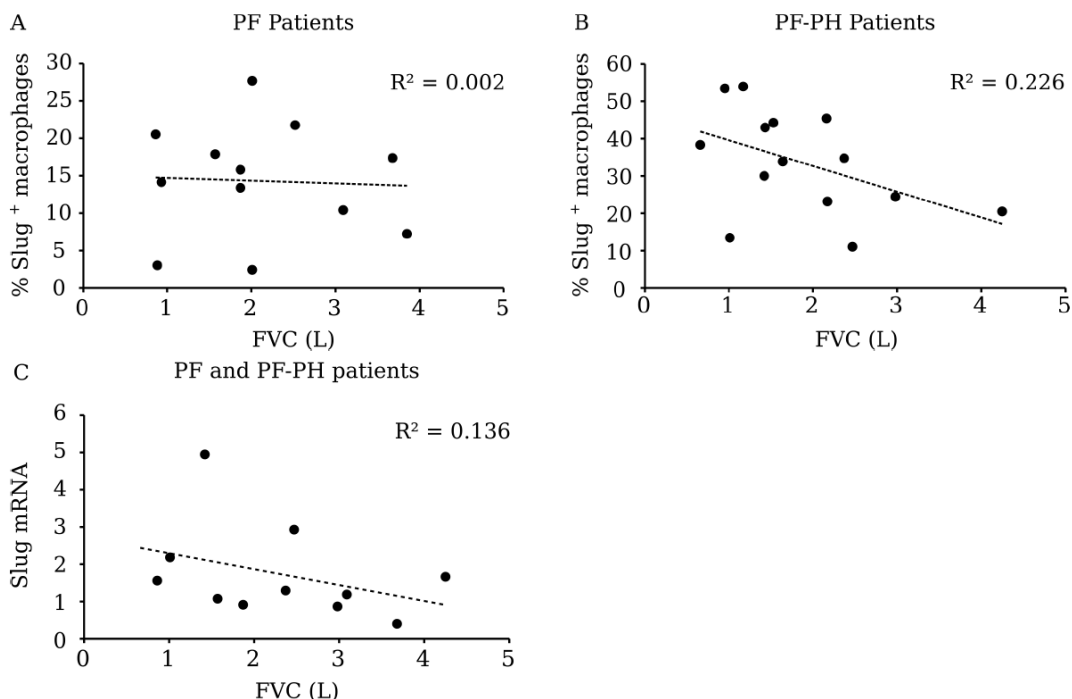 A
PF Patients
R² = 0.002
% Slug + macrophages
30
25
20
15
10
5
0
0 1 2 3 4 5
FVC (L)
B
PF-PH Patients
R² = 0.226
% Slug + macrophages
60
50
40
30
20
10
0
0 1 2 3 4 5
FVC (L)
C
PF and PF-PH patients
R² = 0.136
Slug mRNA
6
5
4
3
2
1
0
0 1 2 3 4 5
FVC (L)